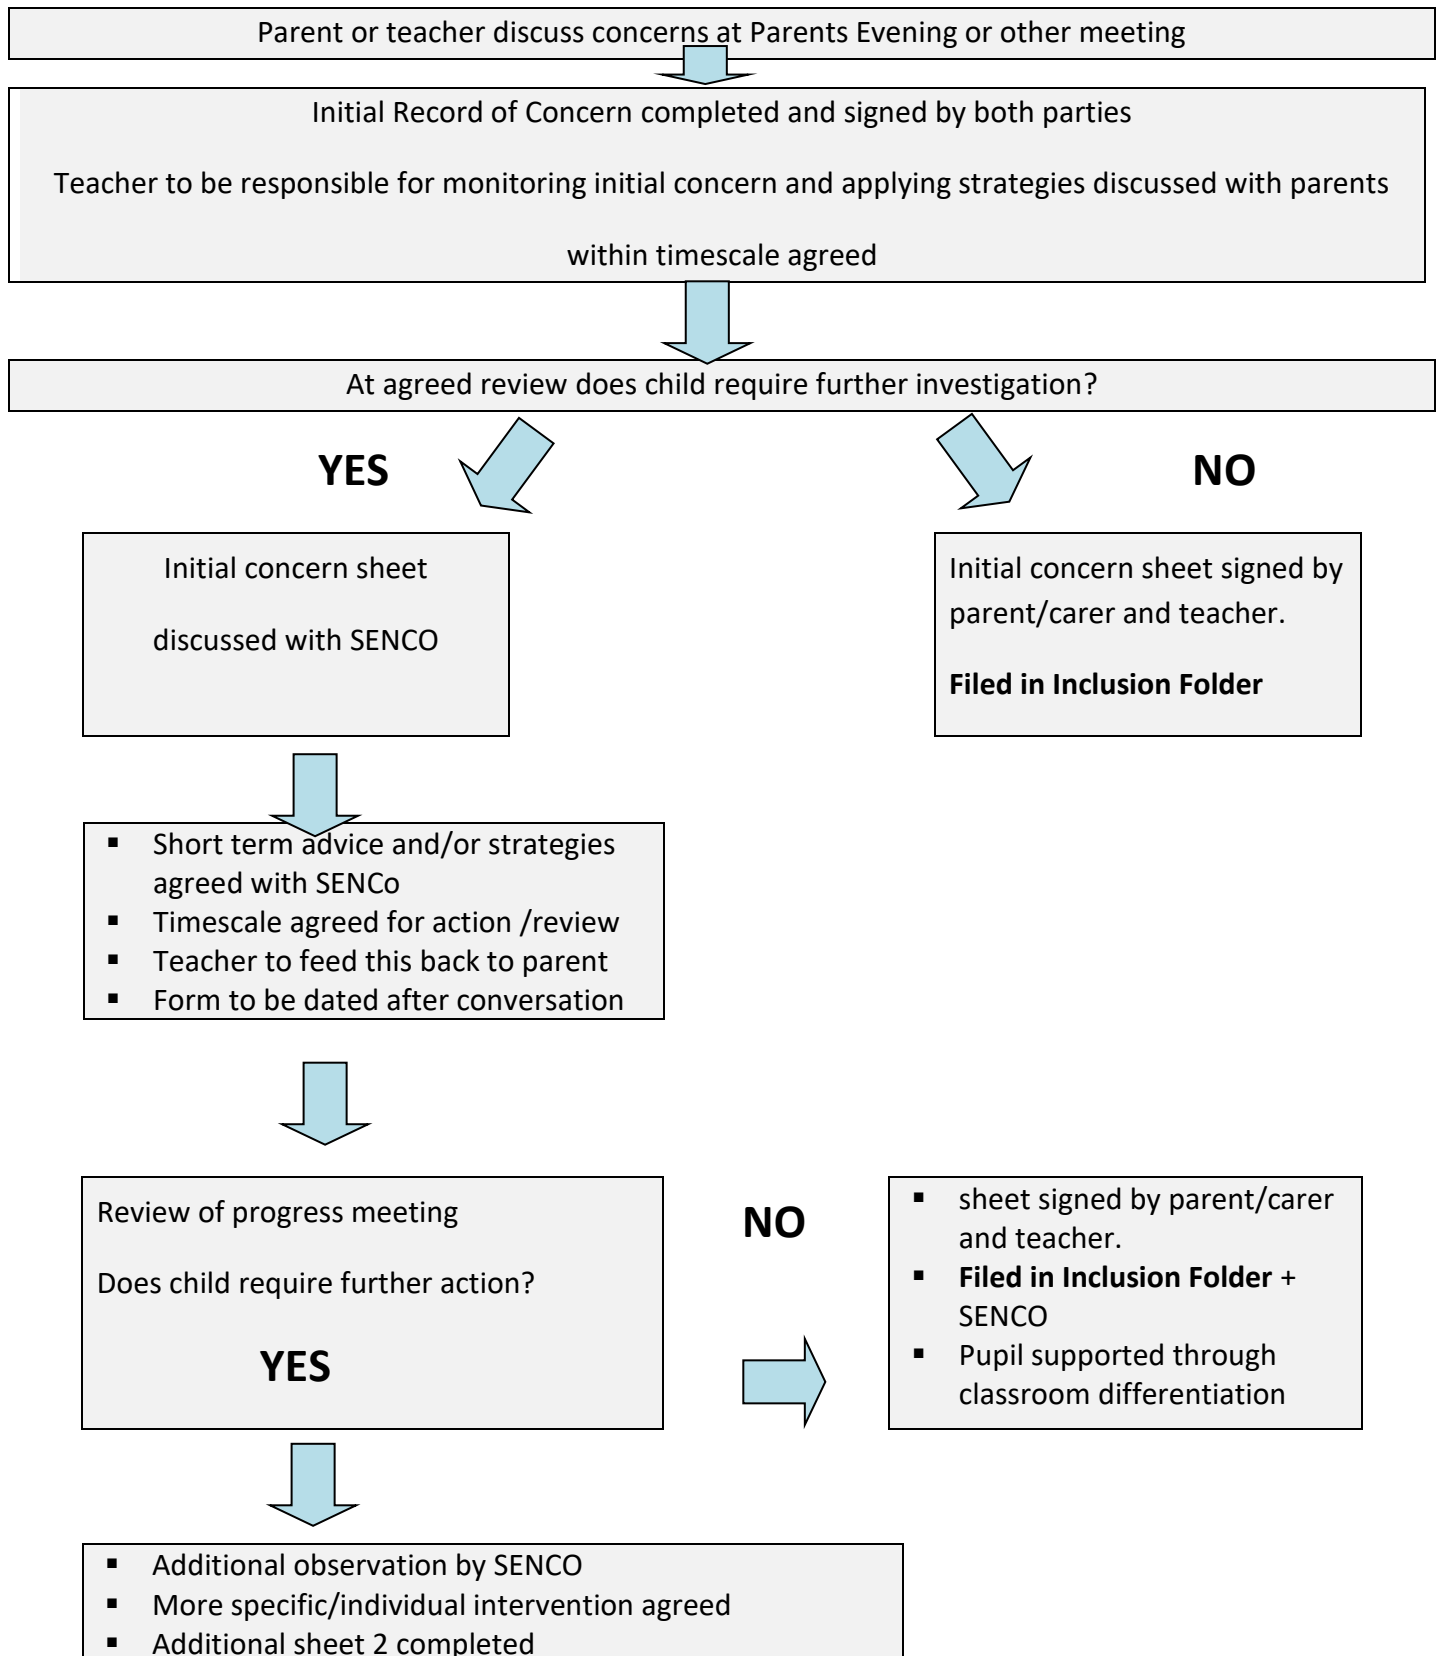 Parent or teacher discuss concerns at Parents Evening or other meeting
Initial Record of Concern completed and signed by both parties
Teacher to be responsible for monitoring initial concern and applying strategies discussed with parents
within timescale agreed
At agreed review does child require further investigation?
YES
NO
Initial concern sheet
discussed with SENCO
Initial concern sheet signed by
parent/carer and teacher.
Filed in Inclusion Folder
▪ Short term advice and/or strategies
agreed with SENCo
▪ Timescale agreed for action /review
▪ Teacher to feed this back to parent
▪ Form to be dated after conversation
Review of progress meeting
Does child require further action?
YES
NO
▪ sheet signed by parent/carer
and teacher.
▪ Filed in Inclusion Folder +
SENCO
▪ Pupil supported through
classroom differentiation
▪ Additional observation by SENCO
▪ More specific/individual intervention agreed
▪ Additional sheet 2 completed